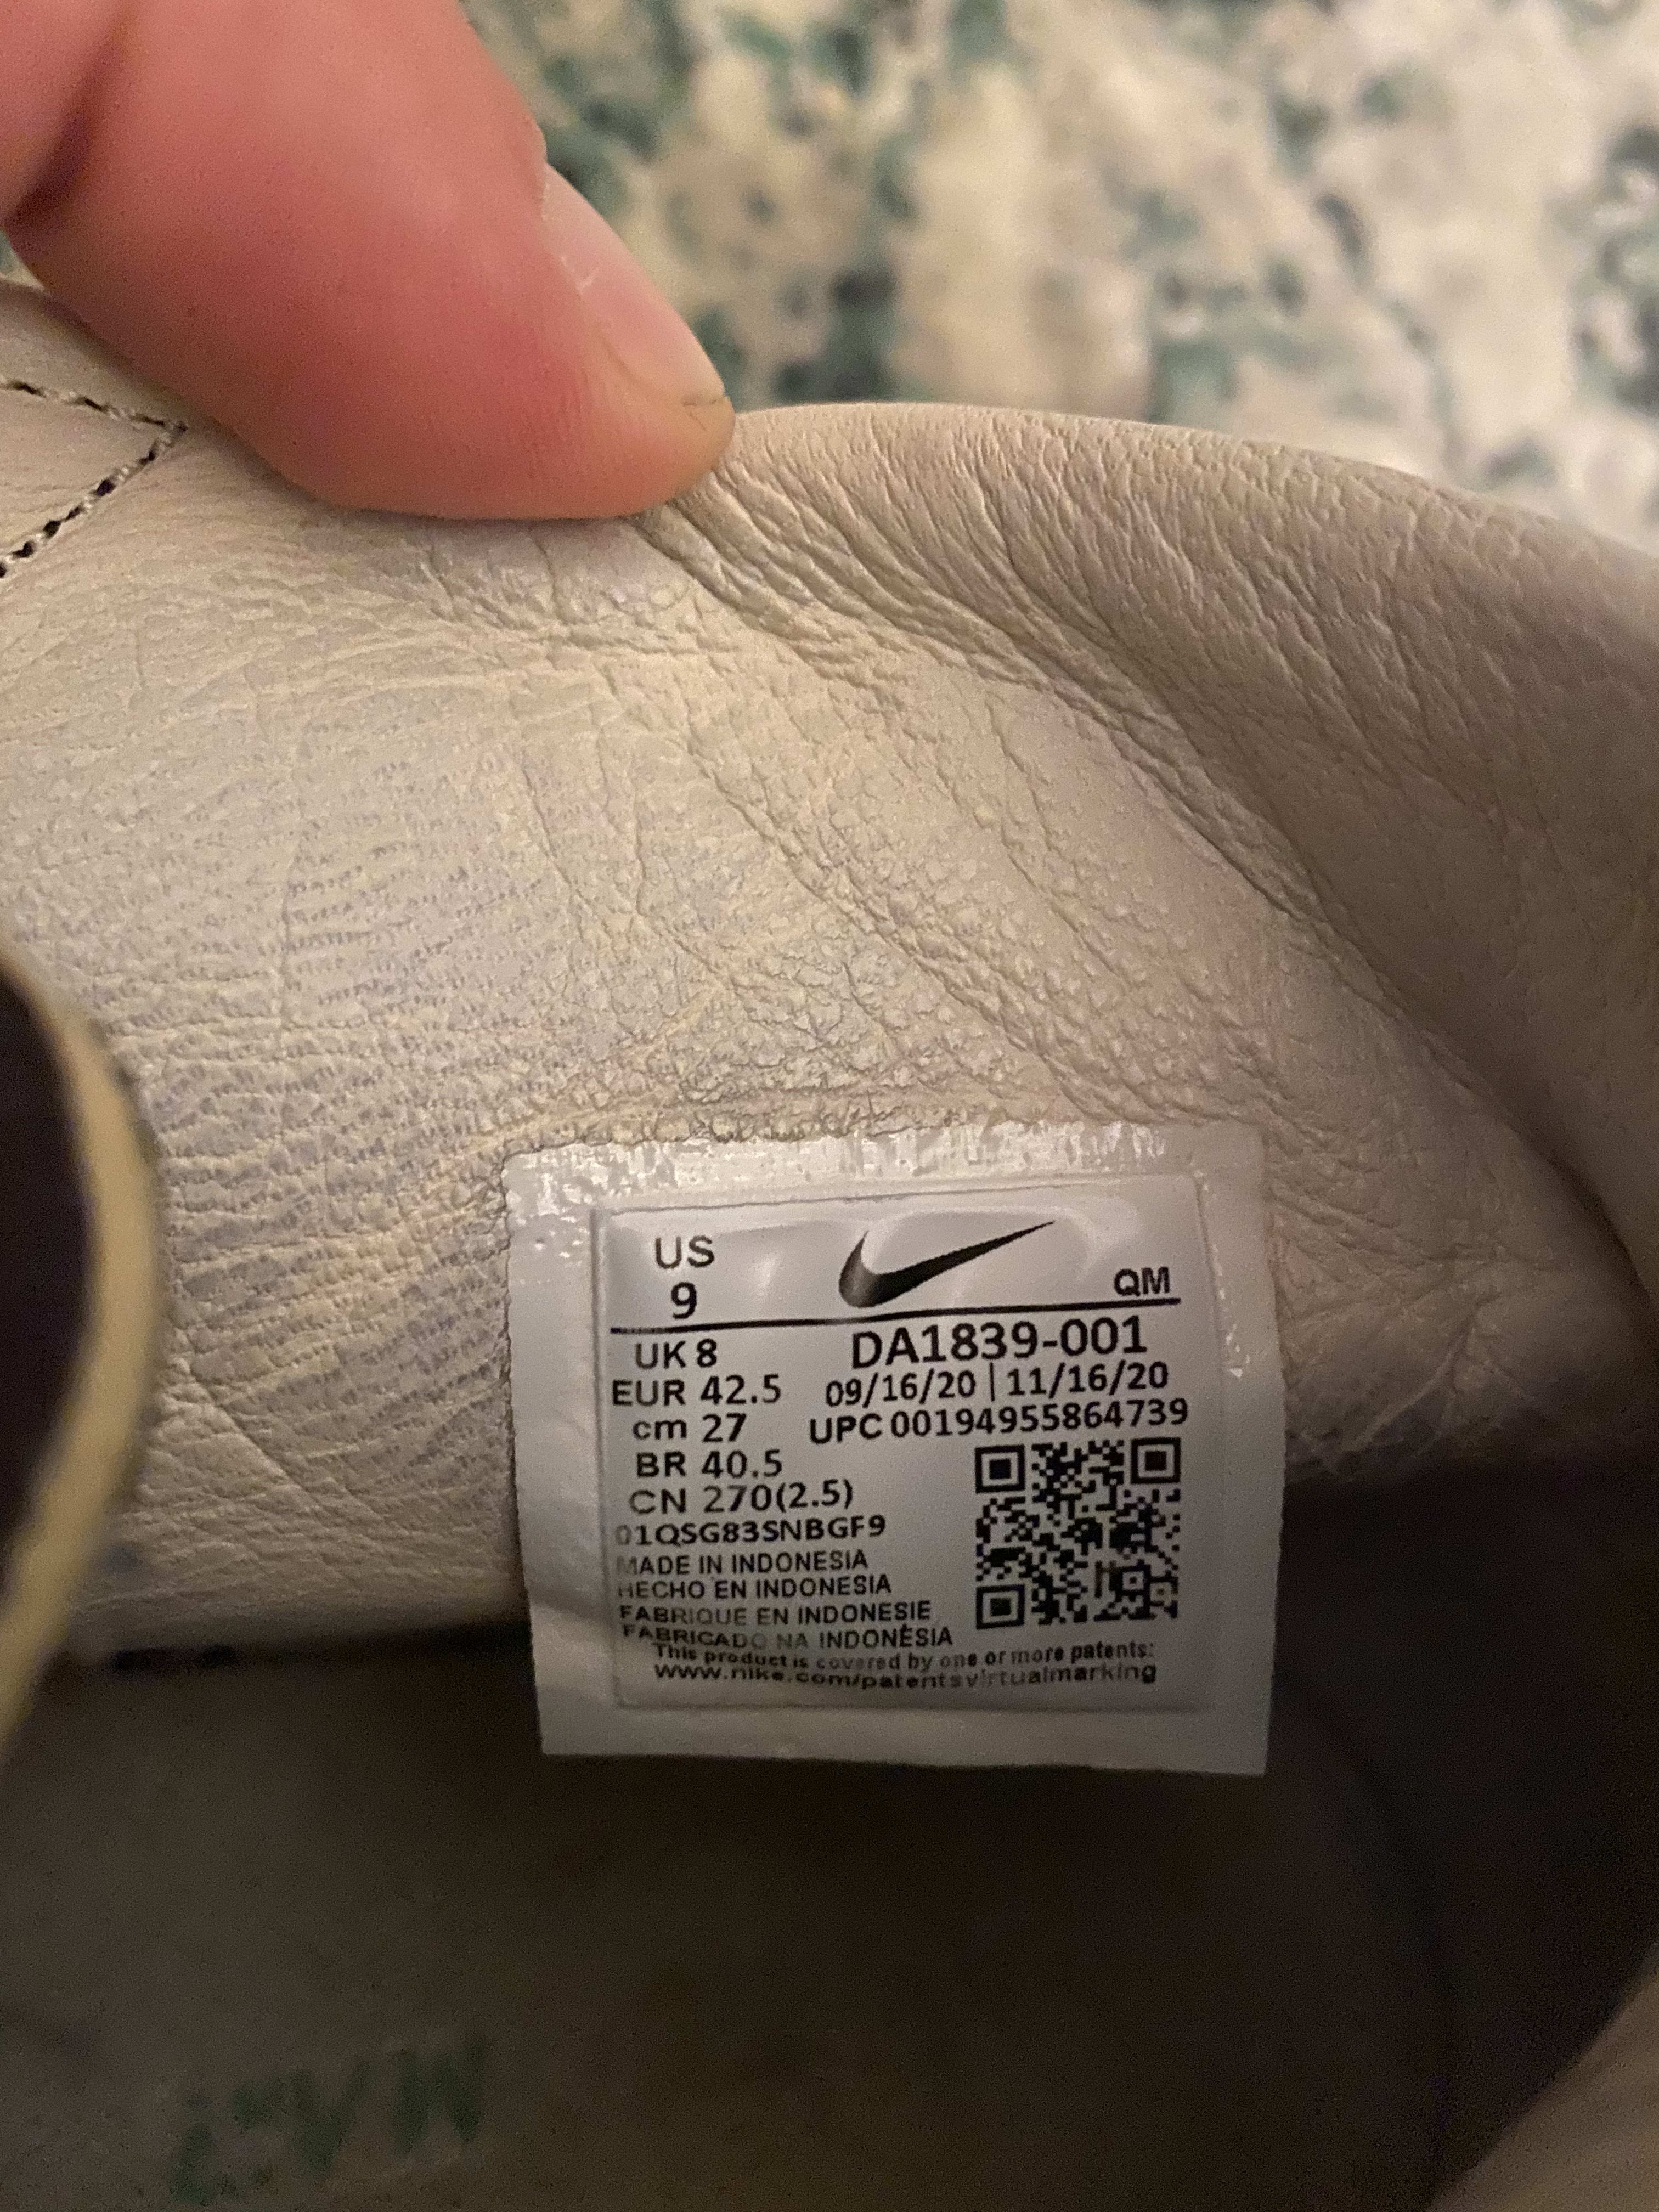 US
9
QM
UK 8 DA1839-001
EUR 42.5 09/16/20 | 11/16/20
cm 27 UPC 00194955864739
BR 40.5
CN 270(2.5)
01QSG83SNBGF9
MADE IN INDONESIA
HECHO EN INDONESIA
FABRIQUE EN INDONESIE
FABRICADO NA INDONÉSIA
This product is covered by one or more patents:
www.nike.com/patentsvirtualmarking